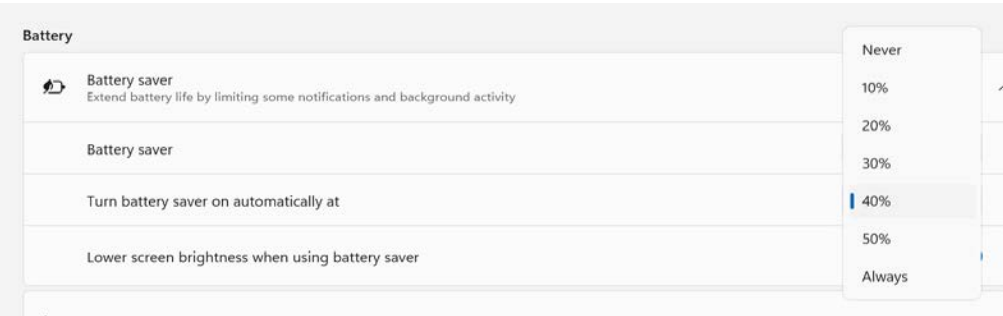 Battery
Battery saver
Extend battery life by limiting some notifications and background activity
Battery saver
Turn battery saver on automatically at
Lower screen brightness when using battery saver
Never
10%
20%
30%
40%
50%
Always